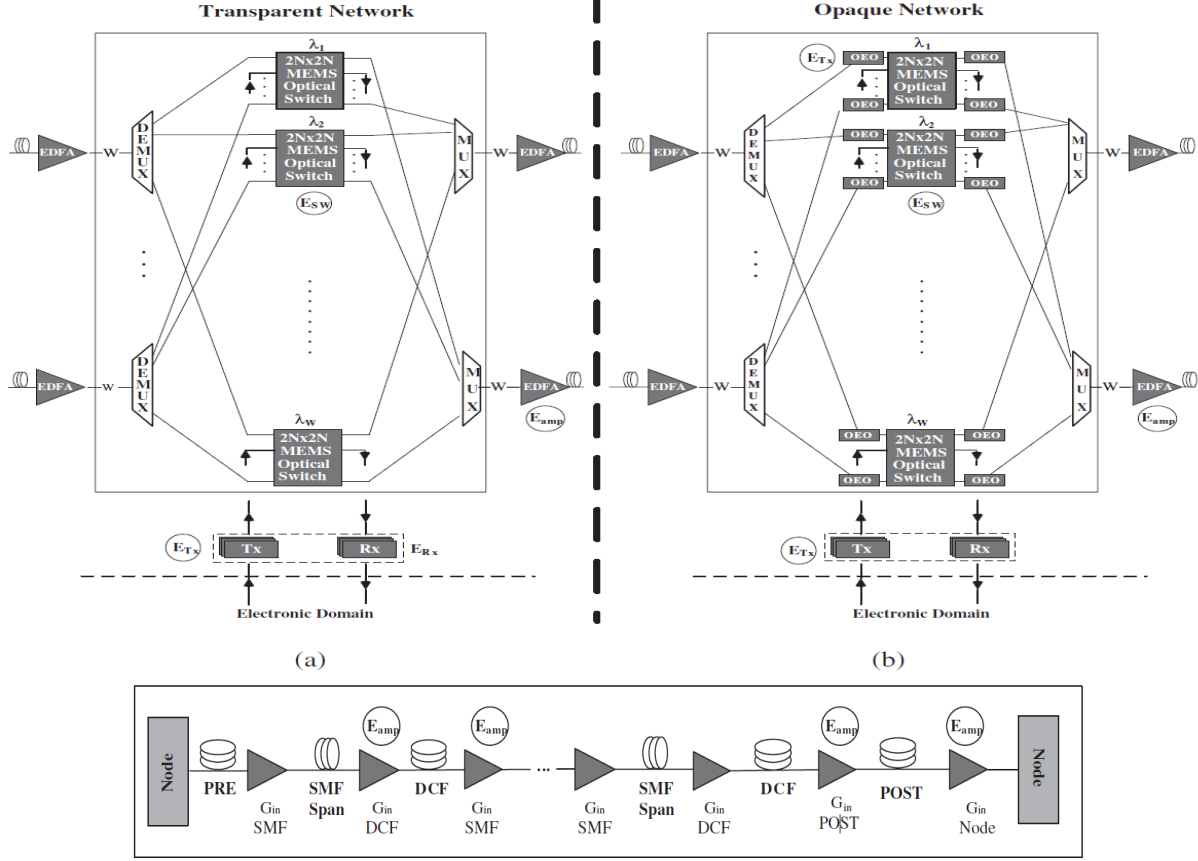 Transparent Network
λ1
2Nx2N
MEMS
Optical
Switch
λ2
2Nx2N
MEMS
Optical
Switch
ESW
DEMUX
MUX
EDFA
W
W
EDFA
DEMUX
MUX
EDFA
W
W
EDFA
Eamp
λW
2Nx2N
MEMS
Optical
Switch
ETx
Tx
Rx
ERx
Electronic Domain
(a)
Opaque Network
λ1
ETx
OEO
2Nx2N
MEMS
Optical
Switch
OEO
OEO
OEO
λ2
OEO
2Nx2N
MEMS
Optical
Switch
OEO
OEO
OEO
ESW
DEMUX
MUX
EDFA
W
W
EDFA
DEMUX
MUX
EDFA
W
W
EDFA
Eamp
λW
OEO
2Nx2N
MEMS
Optical
Switch
OEO
OEO
OEO
ETx
Tx
Rx
Electronic Domain
(b)
Node
PRE
Gin
SMF
SMF
Span
Eamp
Gin
DCF
DCF
Eamp
Gin
SMF
...
Gin
SMF
SMF
Span
Gin
DCF
DCF
Eamp
Gin
POST
POST
Eamp
Gin
Node
Node